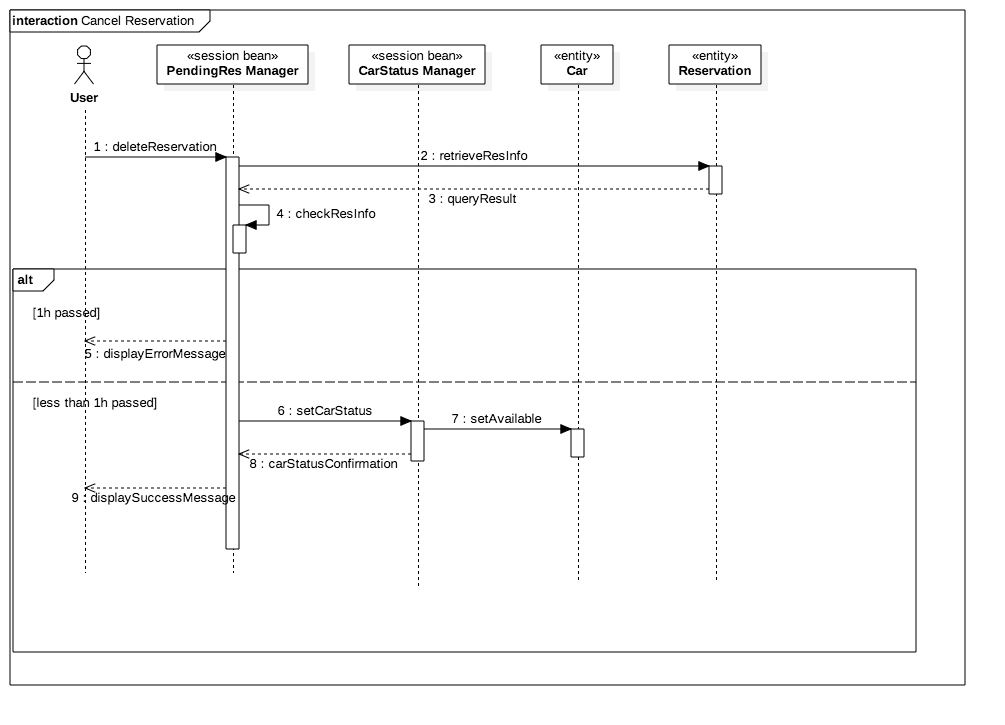 interaction Cancel Reservation
«session bean»
PendingRes Manager
«session bean»
CarStatus Manager
«entity»
Car
«entity»
Reservation
User
1 : deleteReservation
2 : retrieveResInfo
3 : queryResult
4 : checkResInfo
alt
[1h passed]
5 : displayErrorMessage
[less than 1h passed]
6 : setCarStatus
7 : setAvailable
8 : carStatusConfirmation
9 : displaySuccessMessage